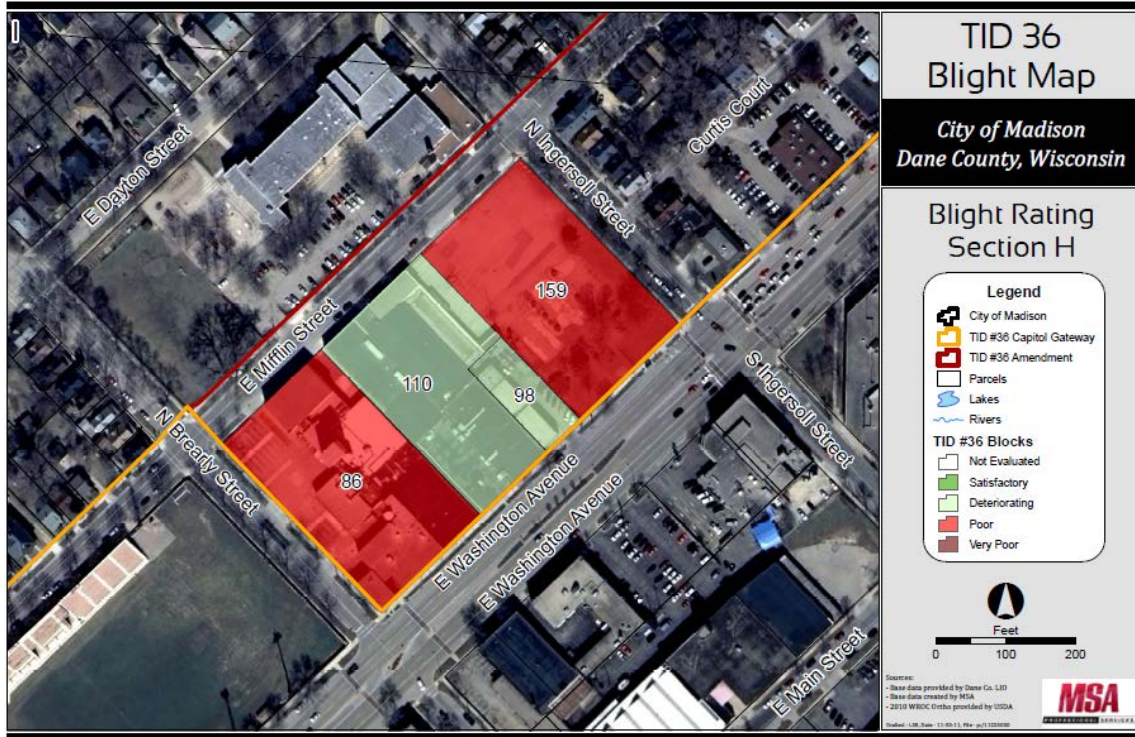 TID 36
Blight Map
City of Madison
Dane County, Wisconsin
Blight Rating
Section H
Legend
City of Madison
TID #36 Capitol Gateway
TID #36 Amendment
Parcels
Lakes
Rivers
TID #36 Blocks
Not Evaluated
Satisfactory
Deteriorating
Poor
Very Poor
Feet
0 100 200
Sources:
- Base data provided by Dane Co. LIO
- Base data created by MSA
- 2010 WROC Ortho provided by USDA
MSA
PROFESSIONAL SERVICES
E Dayton Street
N Ingersoll Street
Curtis Court
E Mifflin Street
159
110
98
86
N Brearly Street
E Washington Avenue
E Washington Avenue
S Ingersoll Street
E Main Street